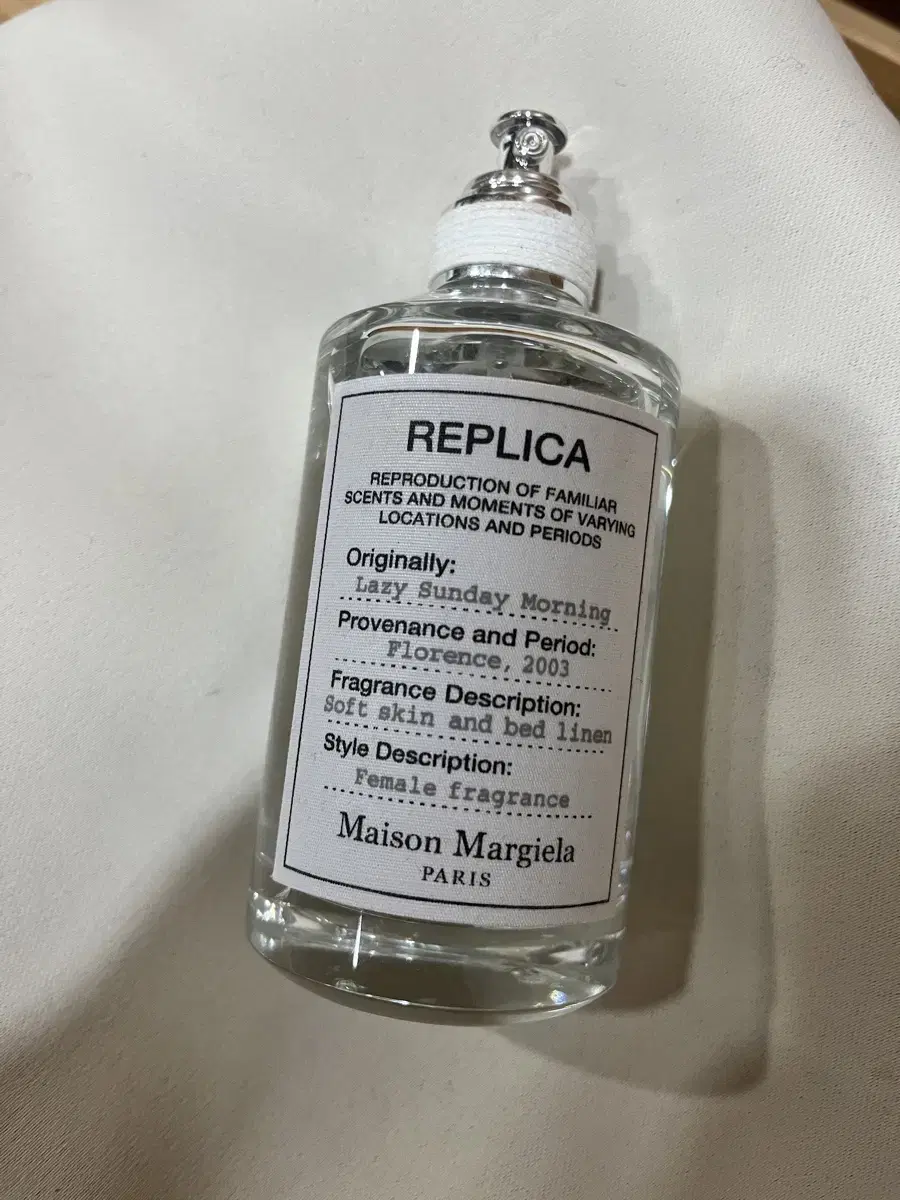 REPLICA
REPRODUCTION OF FAMILIAR
SCENTS AND MOMENTS OF VARYING
LOCATIONS AND PERIODS
Originally:
Lazy Sunday Morning
Provenance and Period:
Florence, 2003
Fragrance Description:
Soft skin and bed linen
Style Description:
Female fragrance
Maison Margiela
PARIS